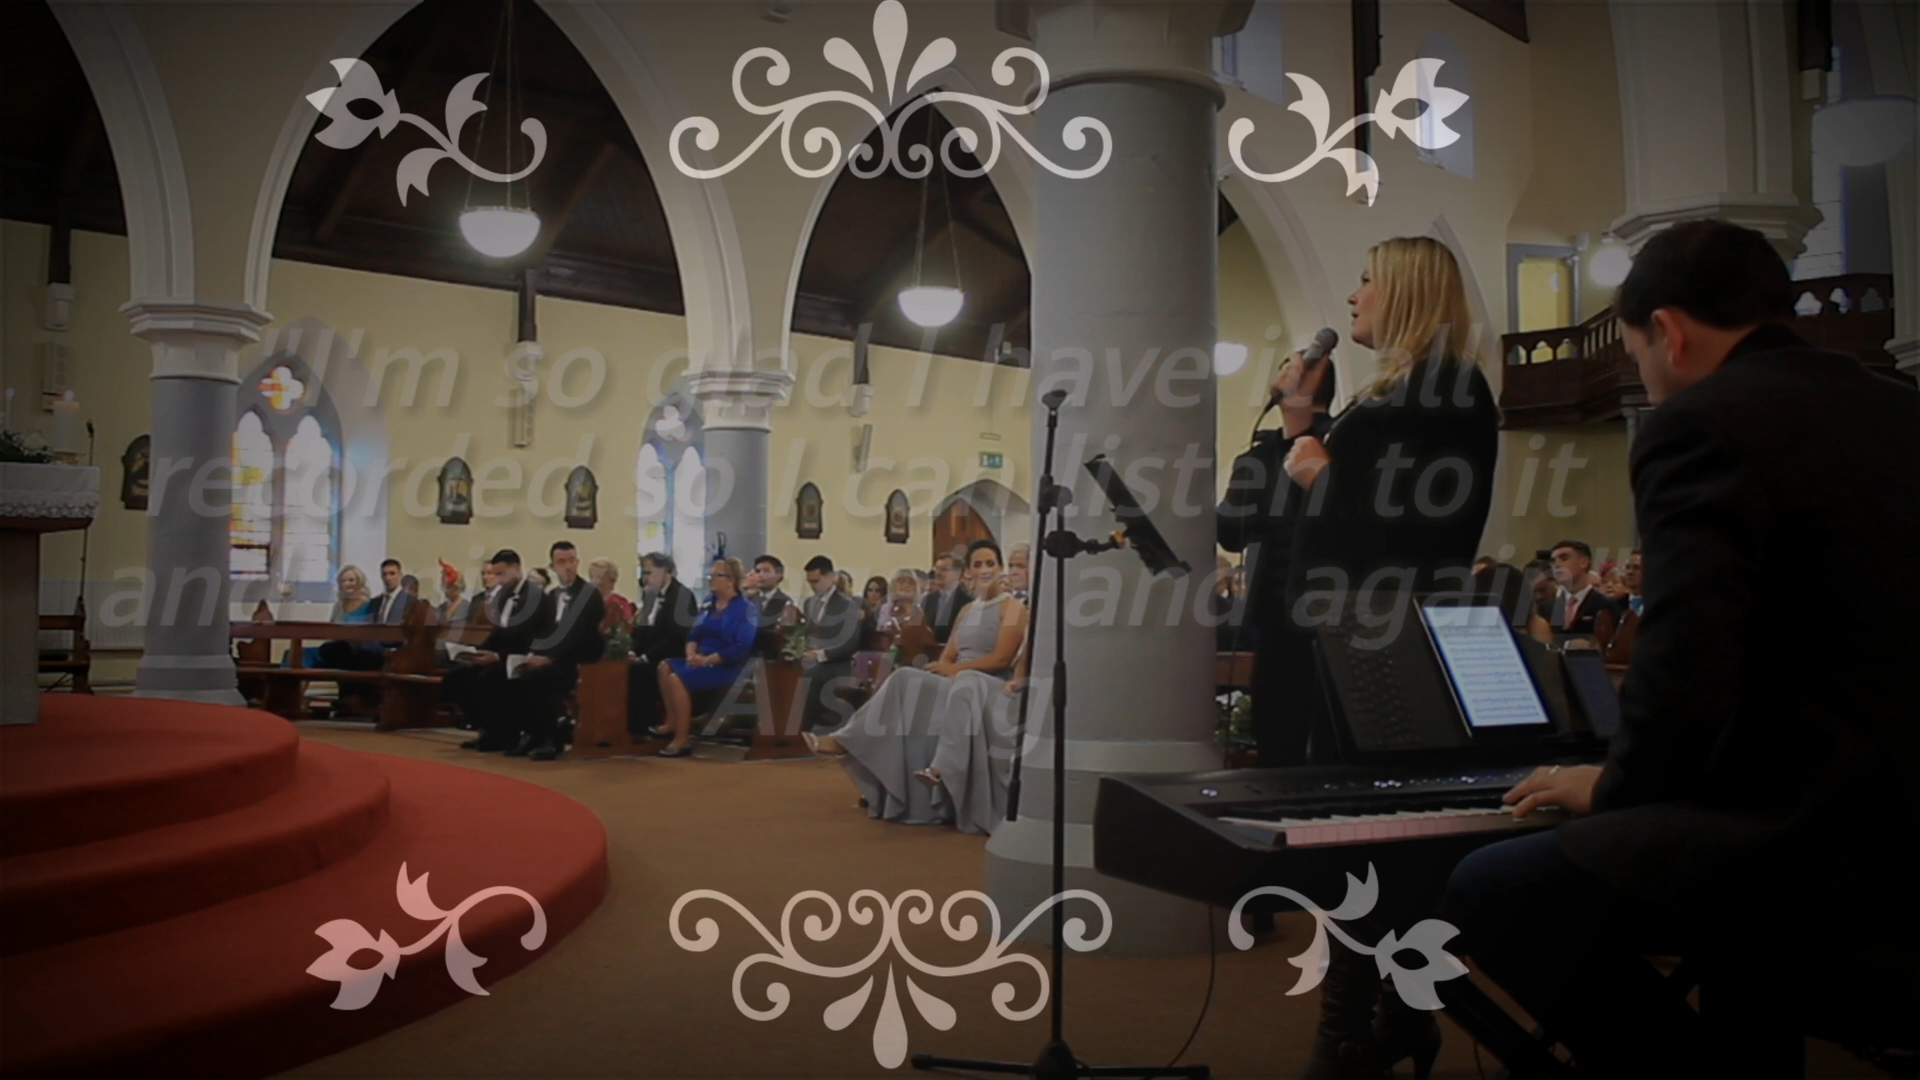 "I'm so glad I have it all
recorded so I can listen to it
and enjoy it again and again"
Aisling